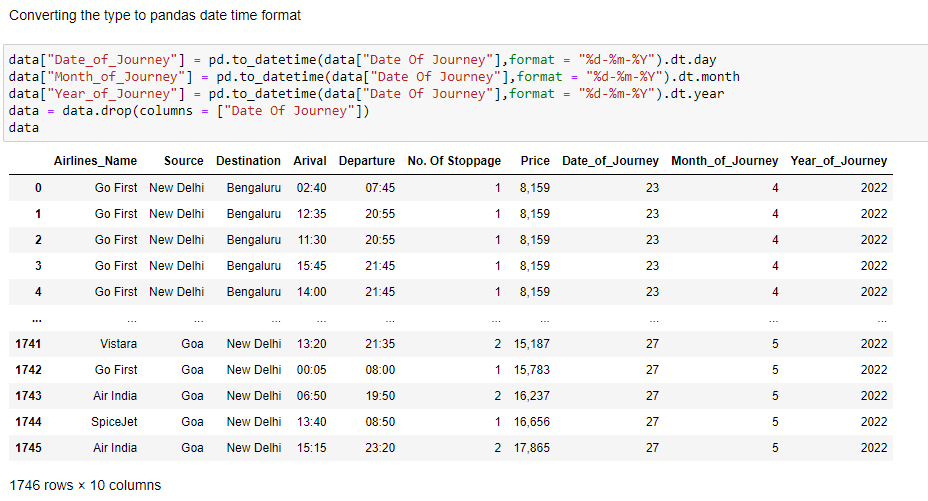 Converting the type to pandas date time format
data["Date_of_Journey"] = pd.to_datetime(data["Date Of Journey"],format = "%d-%m-%Y").dt.day
data["Month_of_Journey"] = pd.to_datetime(data["Date Of Journey"],format = "%d-%m-%Y").dt.month
data["Year_of_Journey"] = pd.to_datetime(data["Date Of Journey"],format = "%d-%m-%Y").dt.year
data = data.drop(columns = ["Date Of Journey"])
data
Airlines_Name Source Destination Arival Departure No. Of Stoppage Price Date_of_Journey Month_of_Journey Year_of_Journey
0 Go First New Delhi Bengaluru 02:40 07:45 1 8,159 23 4 2022
1 Go First New Delhi Bengaluru 12:35 20:55 1 8,159 23 4 2022
2 Go First New Delhi Bengaluru 11:30 20:55 1 8,159 23 4 2022
3 Go First New Delhi Bengaluru 15:45 21:45 1 8,159 23 4 2022
4 Go First New Delhi Bengaluru 14:00 21:45 1 8,159 23 4 2022
... ... ... ... ... ... ... ... ... ... ...
1741 Vistara Goa New Delhi 13:20 21:35 2 15,187 27 5 2022
1742 Go First Goa New Delhi 00:05 08:00 1 15,783 27 5 2022
1743 Air India Goa New Delhi 06:50 19:50 2 16,237 27 5 2022
1744 SpiceJet Goa New Delhi 13:40 08:50 1 16,656 27 5 2022
1745 Air India Goa New Delhi 15:15 23:20 2 17,865 27 5 2022
1746 rows × 10 columns